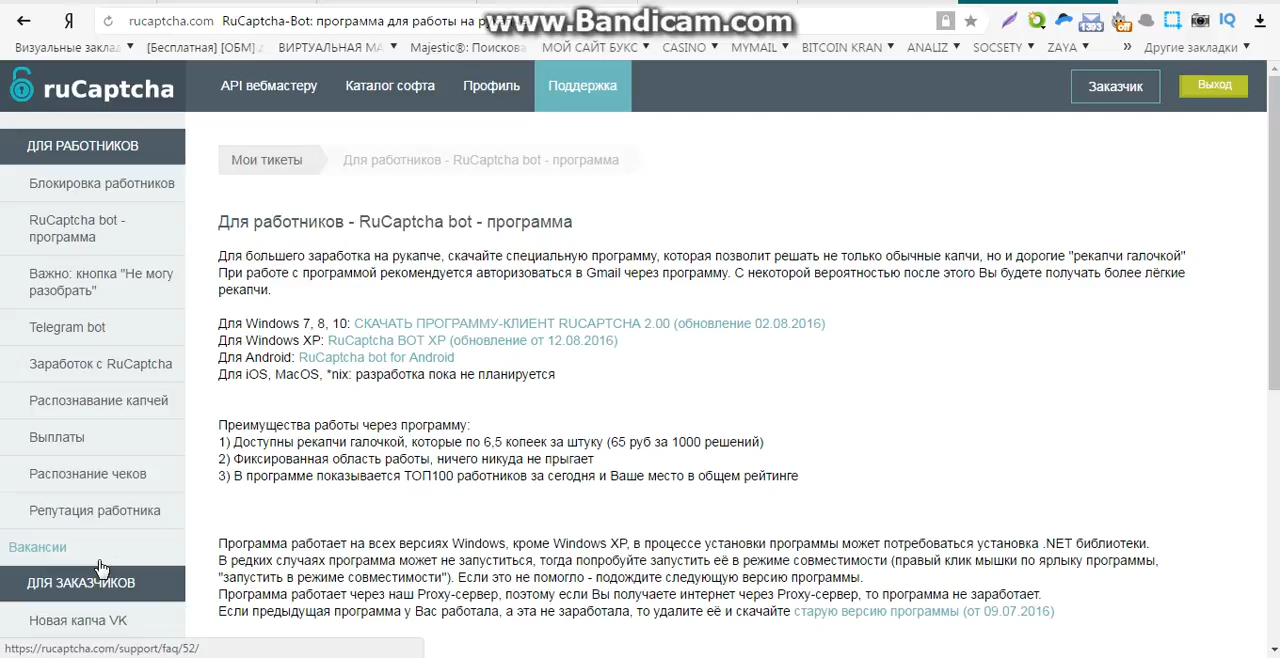 Я
rucaptcha.com RuCaptcha-Bot: программа для работы на р
www.Bandicam.com
1393
off
IQ
Визуальные заклад
[Бесплатная] [ОБМ]
ВИРТУАЛЬНАЯ МА
Majestic®: Поискова
МОЙ САЙТ БУКС
CASINO
MYMAIL
BITCOIN KRAN
ANALIZ
SOCSETY
ZAYA
»
Другие закладки
ruCaptcha
API вебмастеру
Каталог софта
Профиль
Поддержка
Заказчик
Выход
ДЛЯ РАБОТНИКОВ
Блокировка работников
RuCaptcha bot -
программа
Важно: кнопка "Не могу
разобрать"
Telegram bot
Заработок с RuCaptcha
Распознавание капчей
Выплаты
Распознание чеков
Репутация работника
Вакансии
ДЛЯ ЗАКАЗЧИКОВ
Новая капча VK
Мои тикеты
Для работников - RuCaptcha bot - программа
Для работников - RuCaptcha bot - программа
Для большего заработка на рукапче, скачайте специальную программу, которая позволит решать не только обычные капчи, но и дорогие "рекапчи галочкой"
При работе с программой рекомендуется авторизоваться в Gmail через программу. С некоторой вероятностью после этого Вы будете получать более лёгкие
рекапчи.
Для Windows 7, 8, 10: СКАЧАТЬ ПРОГРАММУ-КЛИЕНТ RUCAPTCHA 2.00 (обновление 02.08.2016)
Для Windows XP: RuCaptcha BOT XP (обновление от 12.08.2016)
Для Android: RuCaptcha bot for Android
Для iOS, MacOS, *nix: разработка пока не планируется
Преимущества работы через программу:
1) Доступны рекапчи галочкой, которые по 6,5 копеек за штуку (65 руб за 1000 решений)
2) Фиксированная область работы, ничего никуда не прыгает
3) В программе показывается ТОП100 работников за сегодня и Ваше место в общем рейтинге
Программа работает на всех версиях Windows, кроме Windows XP, в процессе установки программы может потребоваться установка .NET библиотеки.
В редких случаях программа может не запуститься, тогда попробуйте запустить её в режиме совместимости (правый клик мышки по ярлыку программы,
"запустить в режиме совместимости"). Если это не помогло - подождите следующую версию программы.
Программа работает через наш Proxy-сервер, поэтому если Вы получаете интернет через Proxy-сервер, то программа не заработает.
Если предыдущая программа у Вас работала, а эта не заработала, то удалите её и скачайте старую версию программы (от 09.07.2016)
https://rucaptcha.com/support/faq/52/